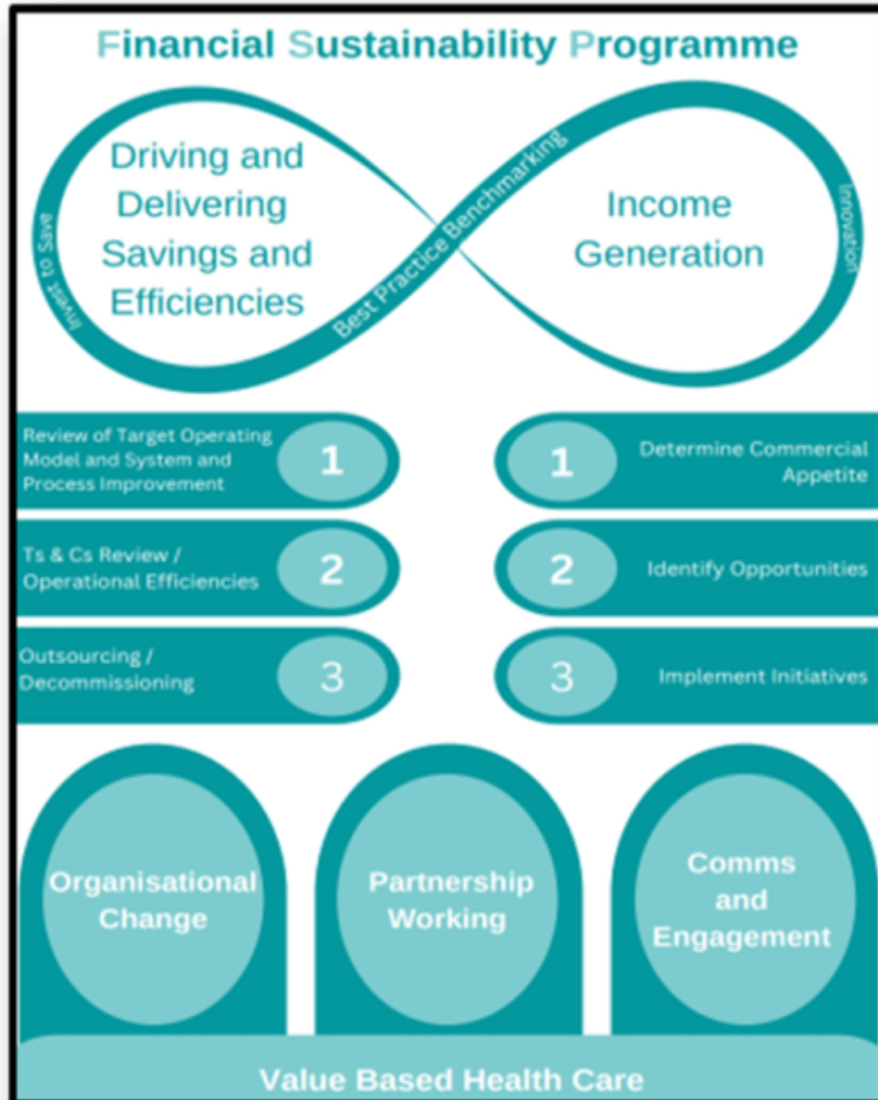 Financial Sustainability Programme
Driving and
Delivering
Savings and
Efficiencies
Invest to Save
Best Practice Benchmarking
Income
Generation
Innovation
Review of Target Operating
Model and System and
Process Improvement
1
Ts & Cs Review /
Operational Efficiencies
2
Outsourcing /
Decommissioning
3
1
Determine Commercial
Appetite
2
Identify Opportunities
3
Implement Initiatives
Organisational
Change
Partnership
Working
Comms
and
Engagement
Value Based Health Care